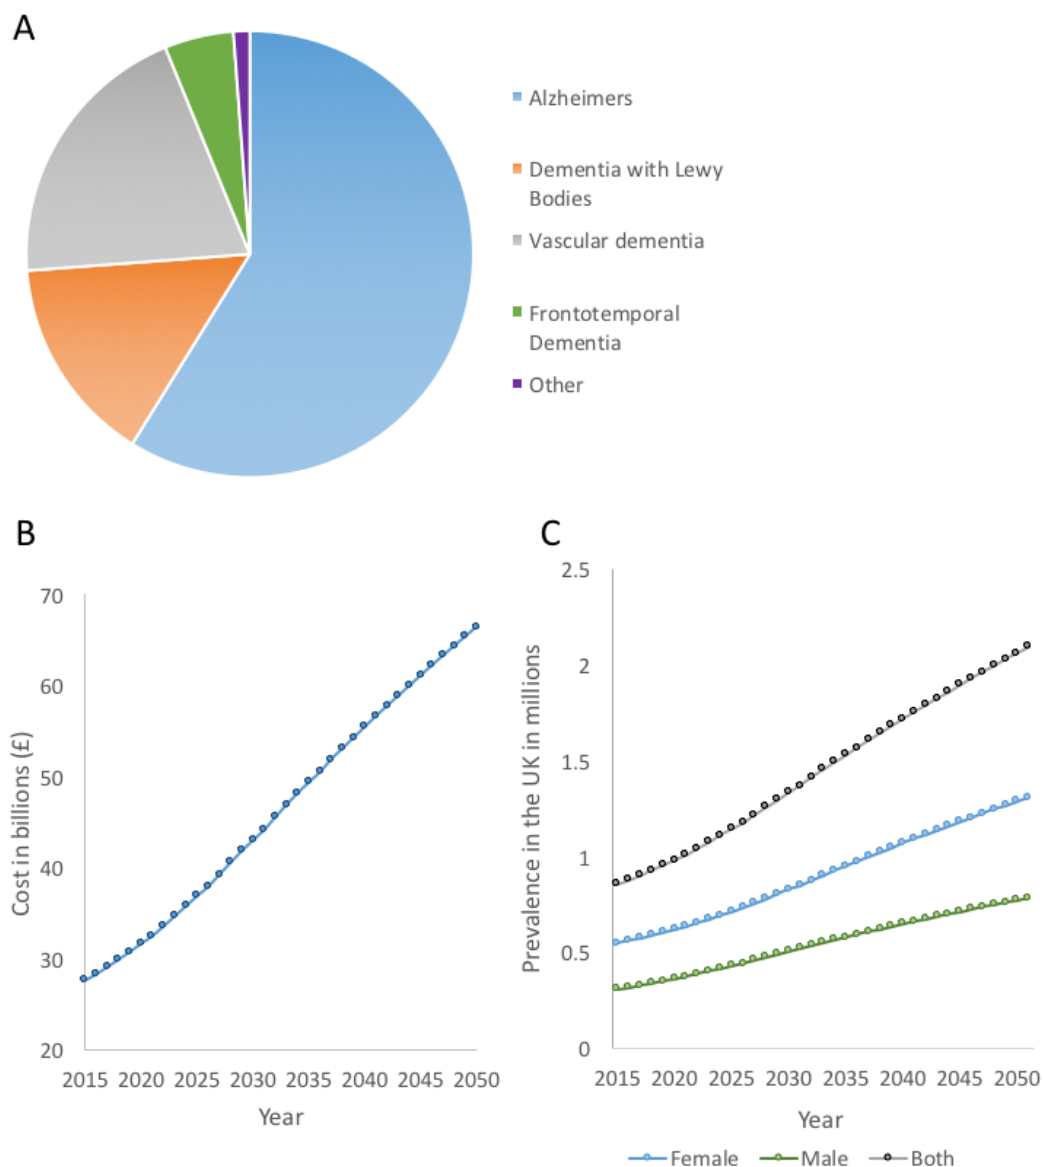 A
Alzheimers
Dementia with Lewy
Bodies
Vascular dementia
Frontotemporal
Dementia
Other
B
70
60
50
40
30
20
Cost in billions (£)
2015 2020 2025 2030 2035 2040 2045 2050
Year
C
2.5
2
1.5
1
0.5
0
Prevalence in the UK in millions
2015 2020 2025 2030 2035 2040 2045 2050
Year
Female Male Both